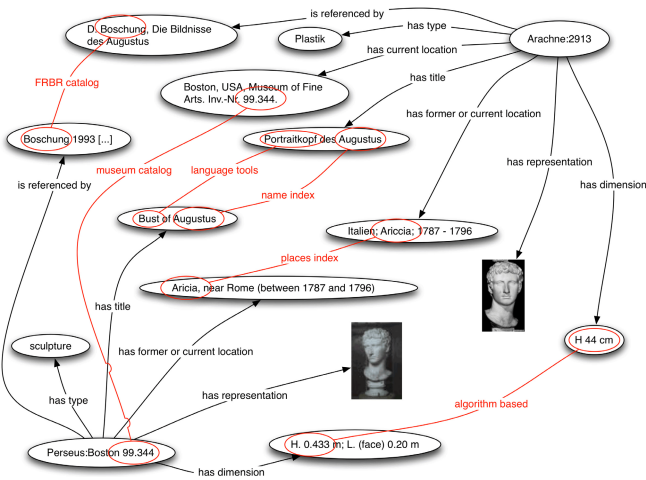 is referenced by
Arachne:2913
D. Boschung, Die Bildnisse
des Augustus
Plastik
has type
has current location
FRBR catalog
Boston, USA, Museum of Fine
Arts. Inv.-Nr. 99.344.
has title
has former or current location
Boschung 1993 [...]
Portraitkopf des Augustus
museum catalog
language tools
has representation
is referenced by
has dimension
name index
Bust of Augustus
Italien; Ariccia; 1787 - 1796
places index
Aricia, near Rome (between 1787 and 1796)
has title
sculpture
has former or current location
H 44 cm
has type
has representation
algorithm based
Perseus:Boston 99.344
H. 0.433 m; L. (face) 0.20 m
has dimension